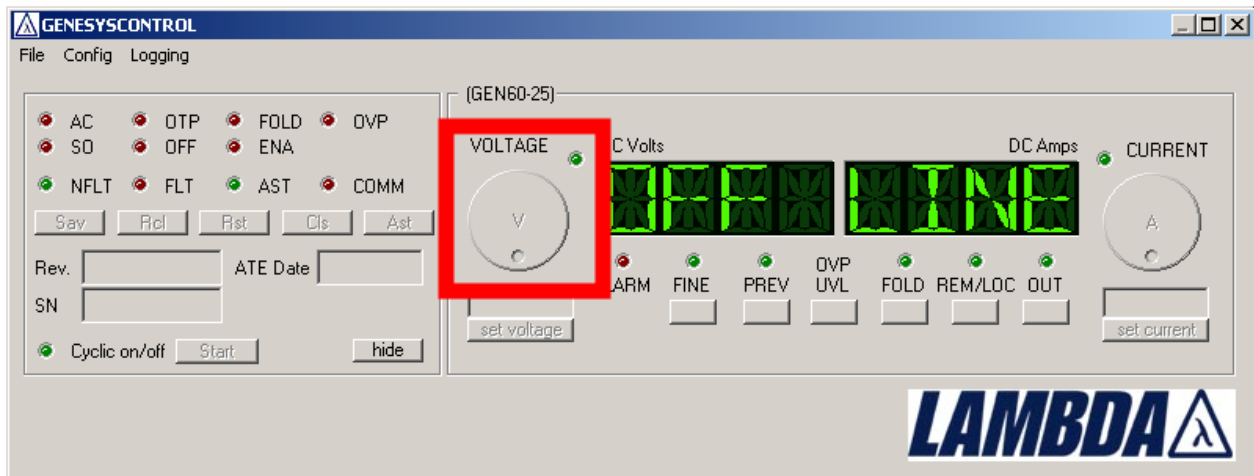 GENESYSCONTROL
File Config Logging
(GEN60-25)
AC OTP FOLD OVP
SO OFF ENA
NFLT FLT AST COMM
Sav Rcl Rst Cls Ast
Rev. ATE Date
SN
Cyclic on/off Start hide
VOLTAGE C Volts DC Amps CURRENT
OFF LINE
V A
ARM FINE PREV OVP UVL FOLD REM/LOC OUT
set voltage set current
LAMBDA λ